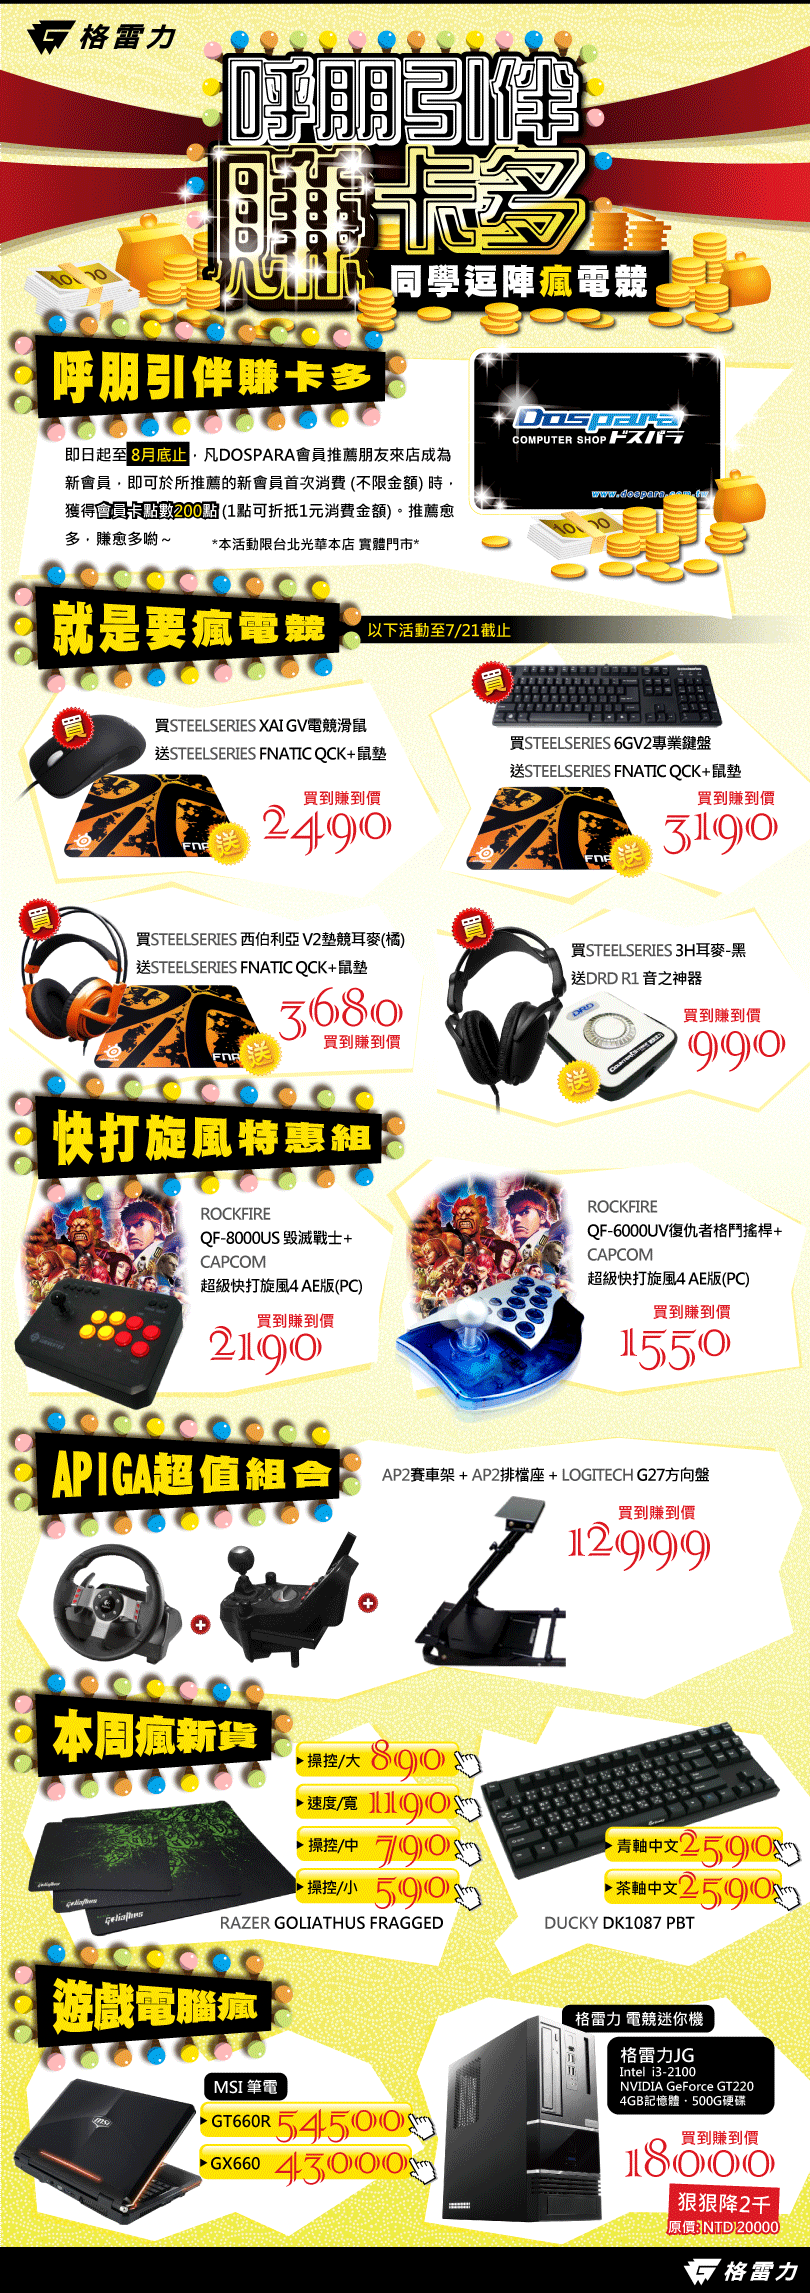 格雷力
呼朋引伴
賺卡多
同學逗陣瘋電競
呼朋引伴賺卡多
即日起至8月底止，凡DOSPARA會員推薦朋友來店成為
新會員，即可於所推薦的新會員首次消費 (不限金額) 時，
獲得會員卡點數200點 (1點可折抵1元消費金額)。推薦愈
多，賺愈多喲～ *本活動限台北光華本店 實體門市*
Dospara
COMPUTER SHOP ドスパラ
www.dospara.com.tw
就是要瘋電競
以下活動至7/21截止
買
買STEELSERIES XAI GV電競滑鼠
送STEELSERIES FNATIC QCK+鼠墊
買到賺到價
2490
送
買
買STEELSERIES 6GV2專業鍵盤
送STEELSERIES FNATIC QCK+鼠墊
買到賺到價
3190
送
買
買STEELSERIES 西伯利亞 V2墊競耳麥(橘)
送STEELSERIES FNATIC QCK+鼠墊
3680
買到賺到價
送
買
買STEELSERIES 3H耳麥-黑
送DRD R1 音之神器
買到賺到價
990
DRD
送
快打旋風特惠組
ROCKFIRE
QF-8000US 毀滅戰士+
CAPCOM
超級快打旋風4 AE版(PC)
買到賺到價
2190
ROCKFIRE
QF-6000UV復仇者格鬥搖桿+
CAPCOM
超級快打旋風4 AE版(PC)
買到賺到價
1550
APIGA超值組合
AP2賽車架 + AP2排檔座 + LOGITECH G27方向盤
買到賺到價
12999
本周瘋新貨
操控/大 890
速度/寬 1190
操控/中 790
操控/小 590
goliathus
goliathus
goliathus
RAZER GOLIATHUS FRAGGED
青軸中文2590
茶軸中文2590
DUCKY DK1087 PBT
遊戲電腦瘋
MSI 筆電
GT660R 54500
GX660 43000
msi
格雷力 電競迷你機
格雷力JG
Intel i3-2100
NVIDIA GeForce GT220
4GB記憶體．500G硬碟
買到賺到價
18000
狠狠降2千
原價: NTD 20000
格雷力